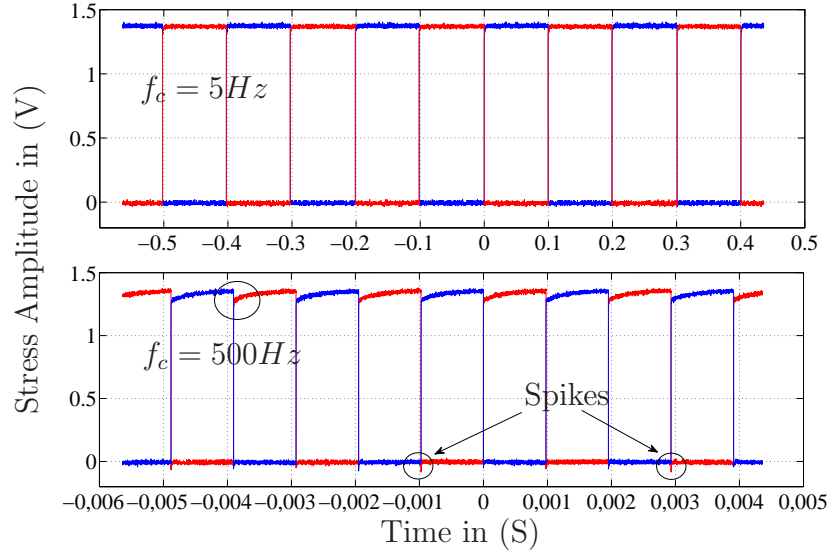 Stress Amplitude in (V)
1.5
1
1.5
0
f_c = 5Hz
−0.5 −0.4 −0.3 −0.2 −0.1 0 0.1 0.2 0.3 0.4 0.5
1.5
1
0.5
0
f_c = 500Hz
Spikes
−0,006 −0,005 −0,004 −0,003 −0,002 −0,001 0 0,001 0,002 0,003 0,004 0,005
Time in (S)